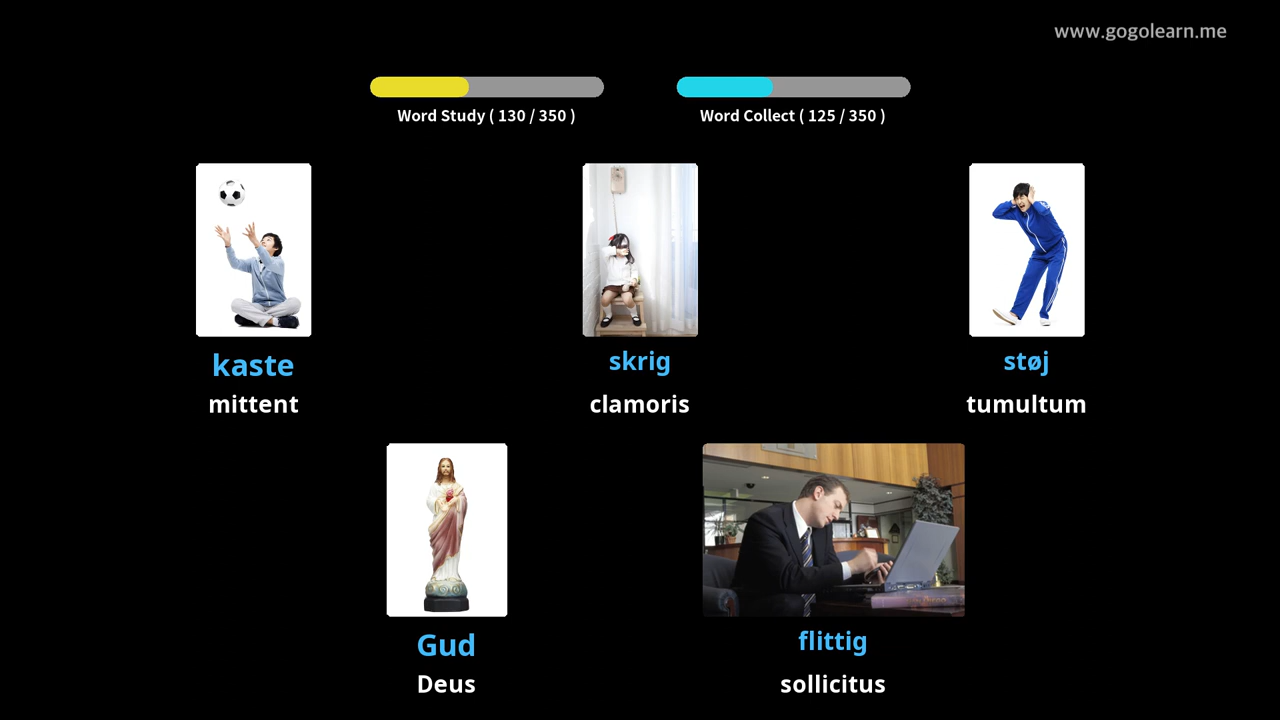 www.gogolearn.me
Word Study ( 130 / 350 )
Word Collect ( 125 / 350 )
kaste
mittent
skrig
clamoris
støj
tumultum
Gud
Deus
flittig
sollicitus